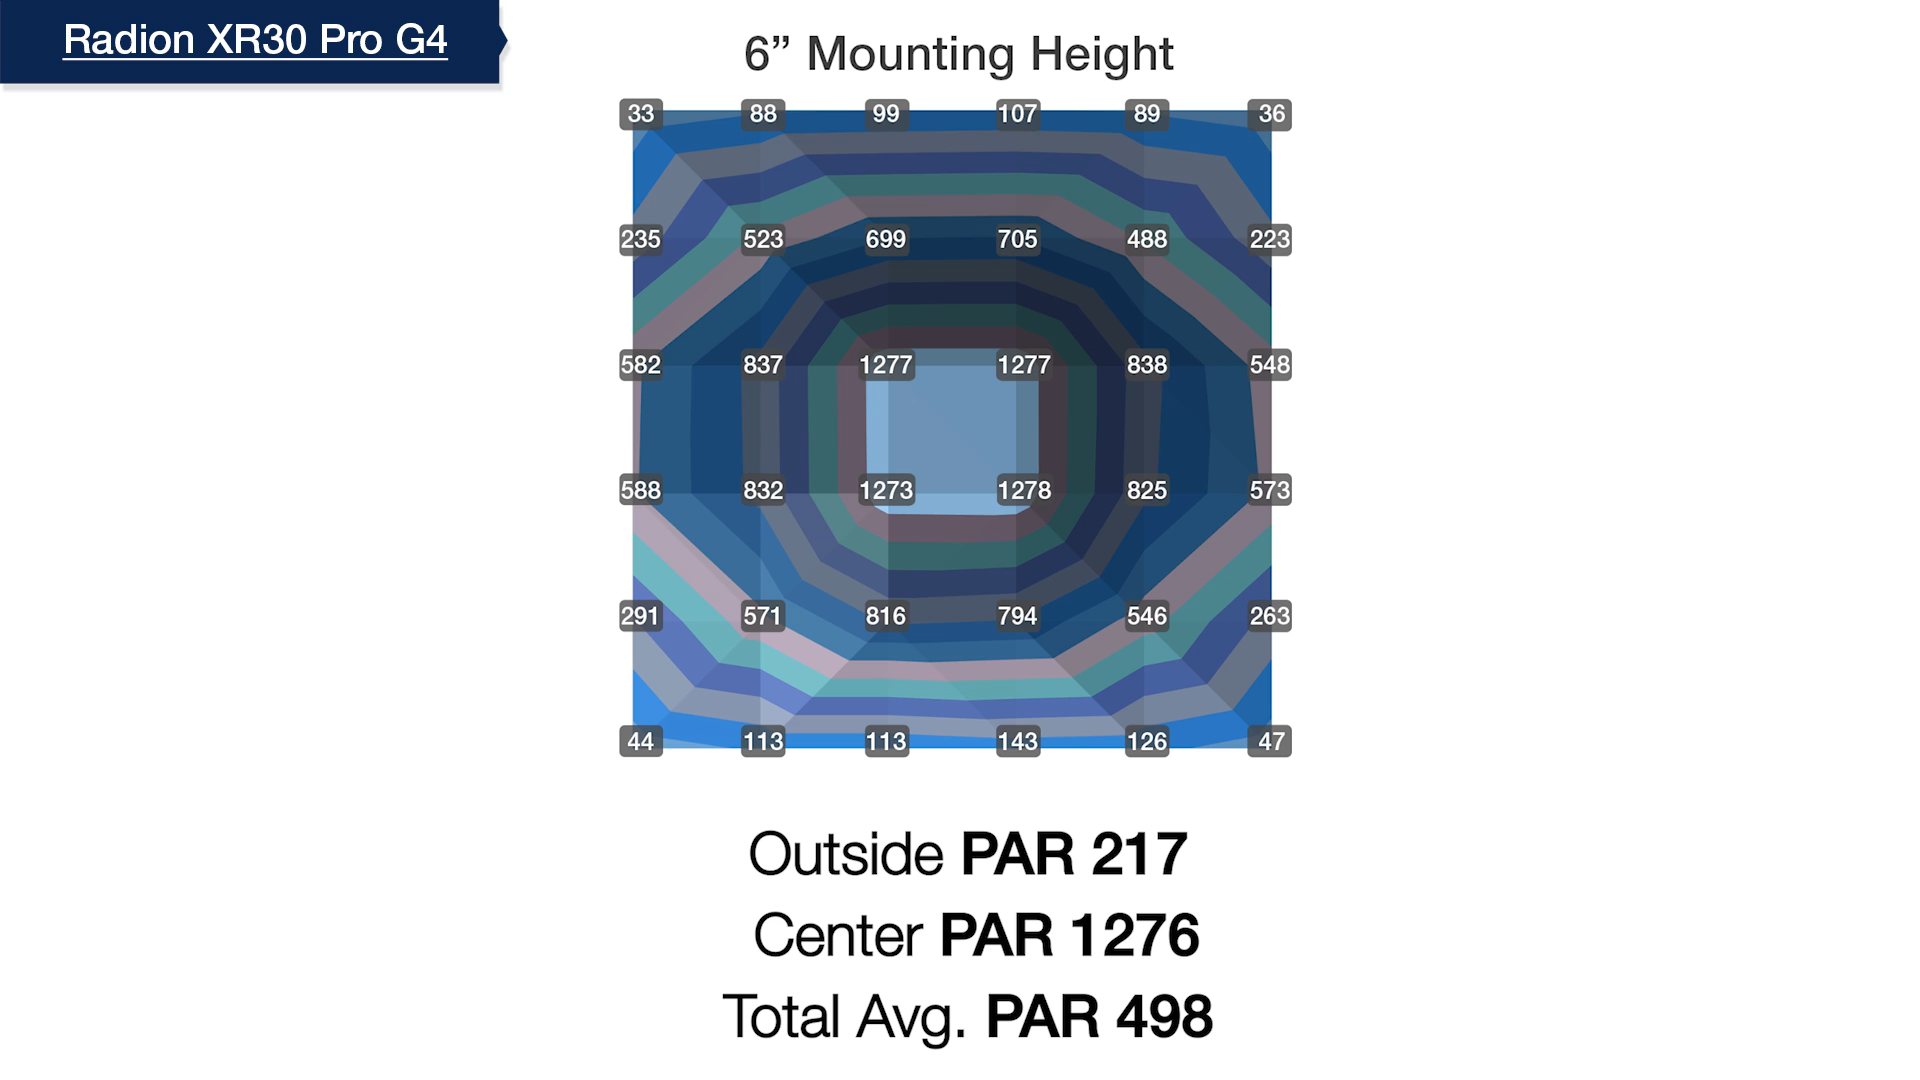 Radion XR30 Pro G4
6” Mounting Height
33 88 99 107 89 36
235 523 699 705 488 223
582 837 1277 1277 838 548
588 832 1273 1278 825 573
291 571 816 794 546 263
44 113 113 143 126 47
Outside PAR 217
Center PAR 1276
Total Avg. PAR 498